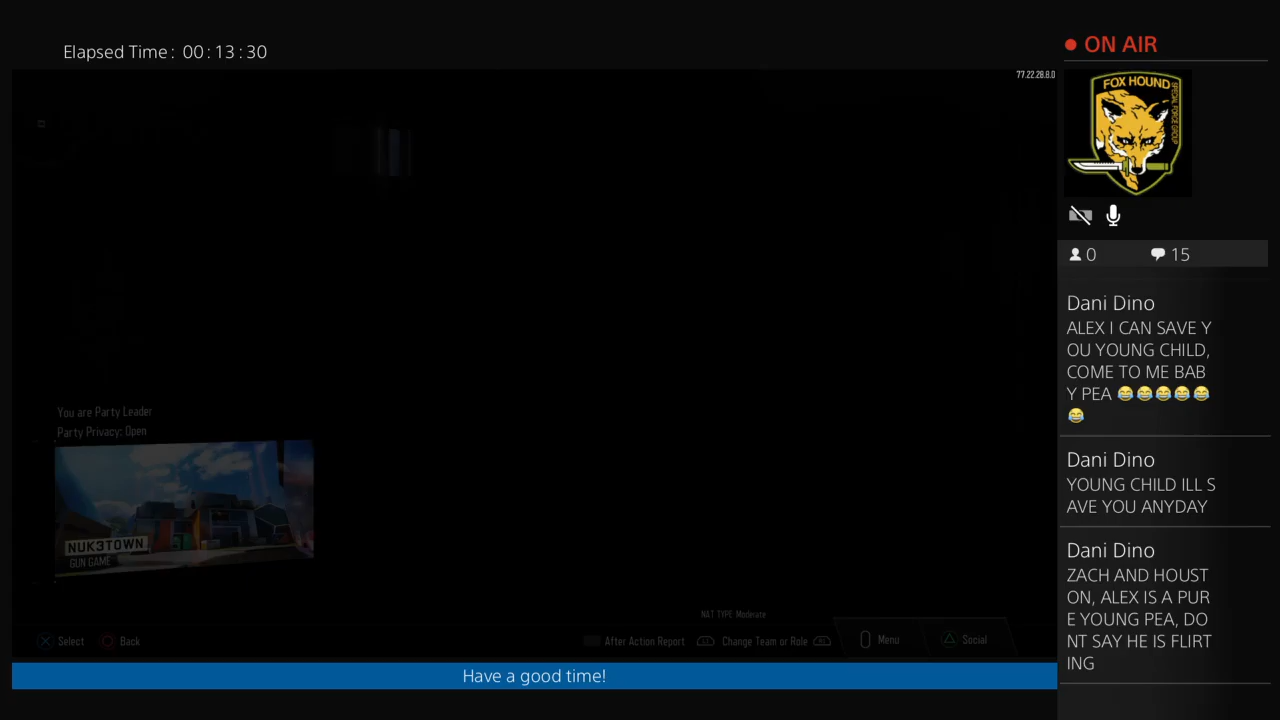 Elapsed Time: 00:13:30
ON AIR
77.22.28.8.0
FOX HOUND
SPECIAL FORCE GROUP
0
15
Dani Dino
ALEX I CAN SAVE Y
OU YOUNG CHILD,
COME TO ME BAB
Y PEA 😂😂😂😂😂
😂
Dani Dino
YOUNG CHILD ILL S
AVE YOU ANYDAY
Dani Dino
ZACH AND HOUST
ON, ALEX IS A PUR
E YOUNG PEA, DO
NT SAY HE IS FLIRT
ING
You are Party Leader
Party Privacy: Open
NUK3TOWN
GUN GAME
NAT TYPE: Moderate
Select
Back
After Action Report
Change Team or Role
Menu
Social
Have a good time!